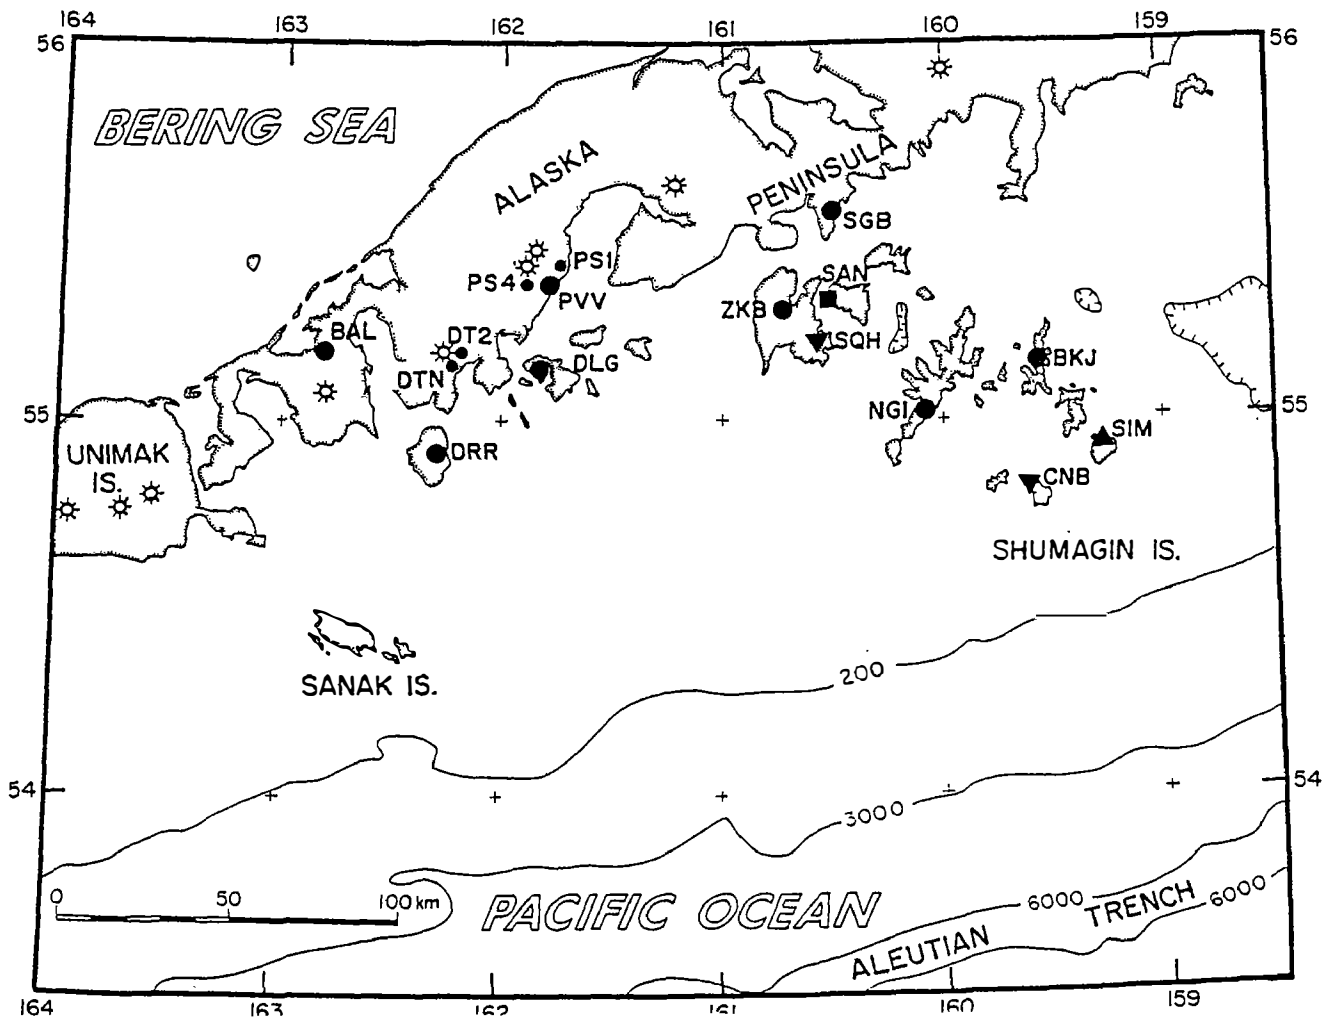 164 163 162 161 160 159
56 56
BERING SEA
ALASKA
PENINSULA
SGB
PS1
PS4
PVV
SAN
ZKB
SQH
BAL
DT2
DTN
DLG
BKJ
NGI
55 55
SIM
UNIMAK
IS.
DRR
CNB
SHUMAGIN IS.
SANAK IS.
200
54 54
3000
0 50 100 km
PACIFIC OCEAN
6000
TRENCH
6000
ALEUTIAN
164 163 162 161 160 159